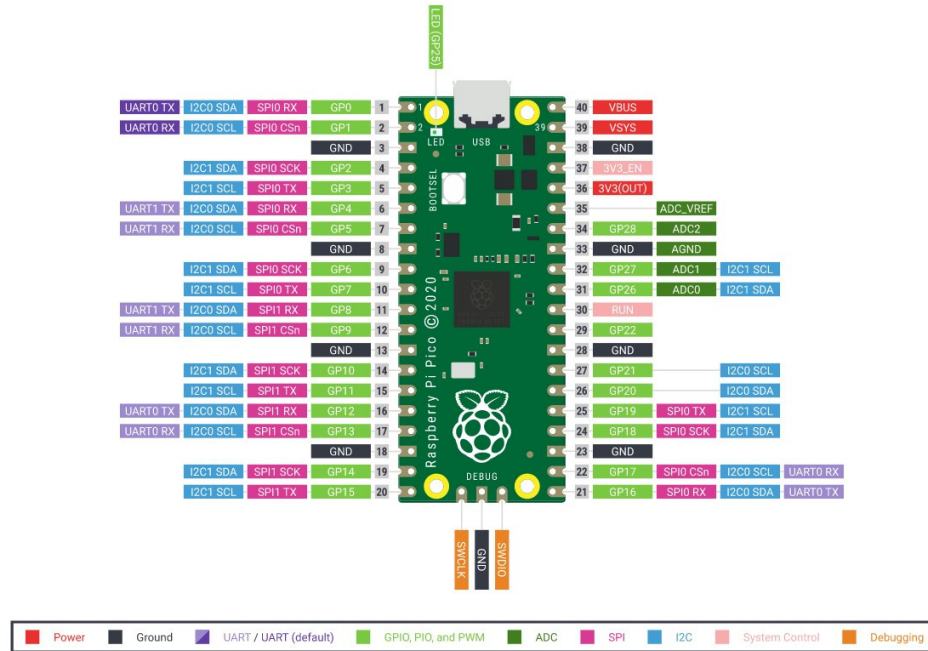 LED (GP25)
UART0 TX I2C0 SDA SPI0 RX GP0 1 1 40 VBUS
UART0 RX I2C0 SCL SPI0 CSn GP1 2 2 39 39 VSYS
GND 3 LED USB 38 GND
I2C1 SDA SPI0 SCK GP2 4 37 3V3_EN
I2C1 SCL SPI0 TX GP3 5 BOOTSEL 36 3V3(OUT)
UART1 TX I2C0 SDA SPI0 RX GP4 6 35 ADC_VREF
UART1 RX I2C0 SCL SPI0 CSn GP5 7 34 GP28 ADC2
GND 8 33 GND AGND
I2C1 SDA SPI0 SCK GP6 9 32 GP27 ADC1 I2C1 SCL
I2C1 SCL SPI0 TX GP7 10 31 GP26 ADC0 I2C1 SDA
UART1 TX I2C0 SDA SPI1 RX GP8 11 30 RUN
UART1 RX I2C0 SCL SPI1 CSn GP9 12 29 GP22
GND 13 28 GND
I2C1 SDA SPI1 SCK GP10 14 27 GP21 I2C0 SCL
I2C1 SCL SPI1 TX GP11 15 26 GP20 I2C0 SDA
UART0 TX I2C0 SDA SPI1 RX GP12 16 25 GP19 SPI0 TX I2C1 SCL
UART0 RX I2C0 SCL SPI1 CSn GP13 17 24 GP18 SPI0 SCK I2C1 SDA
GND 18 23 GND
I2C1 SDA SPI1 SCK GP14 19 22 GP17 SPI0 CSn I2C0 SCL UART0 RX
I2C1 SCL SPI1 TX GP15 20 21 GP16 SPI0 RX I2C0 SDA UART0 TX
Raspberry Pi Pico © 2020
DEBUG
SWCLK GND SWDIO
Power Ground UART / UART (default) GPIO, PIO, and PWM ADC SPI I2C System Control Debugging